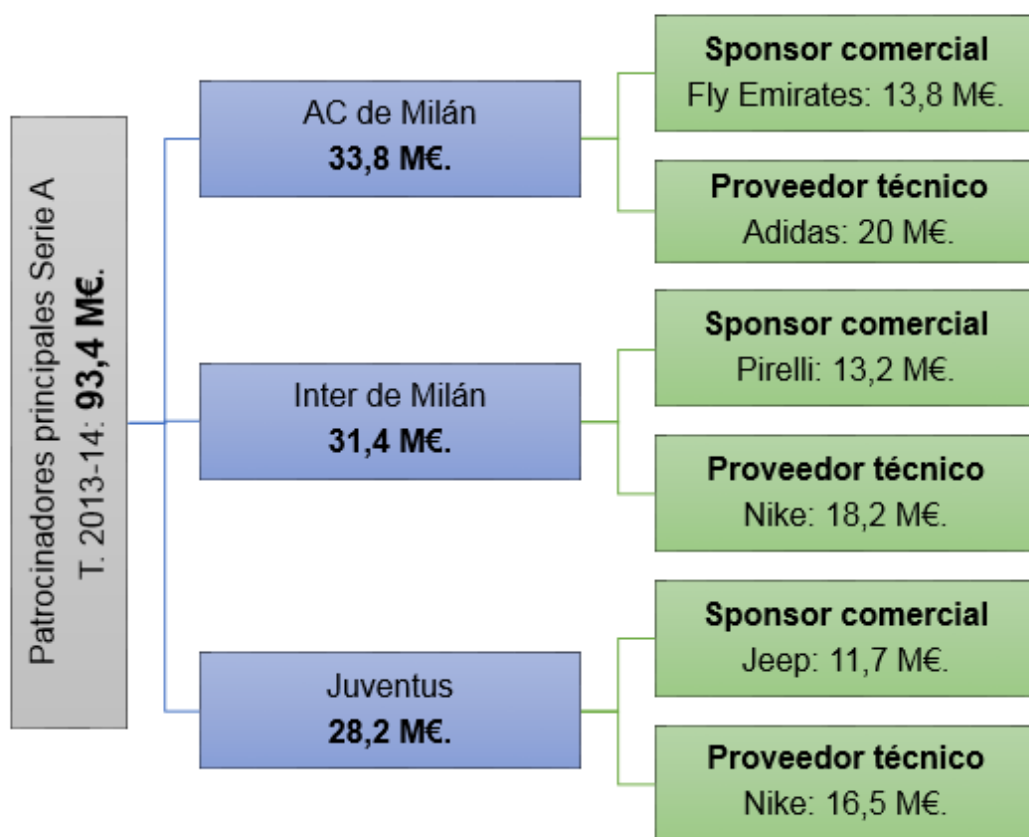 Patrocinadores principales Serie A
T. 2013-14: 93,4 M€.
AC de Milán
33,8 M€.
Sponsor comercial
Fly Emirates: 13,8 M€.
Proveedor técnico
Adidas: 20 M€.
Inter de Milán
31,4 M€.
Sponsor comercial
Pirelli: 13,2 M€.
Proveedor técnico
Nike: 18,2 M€.
Juventus
28,2 M€.
Sponsor comercial
Jeep: 11,7 M€.
Proveedor técnico
Nike: 16,5 M€.